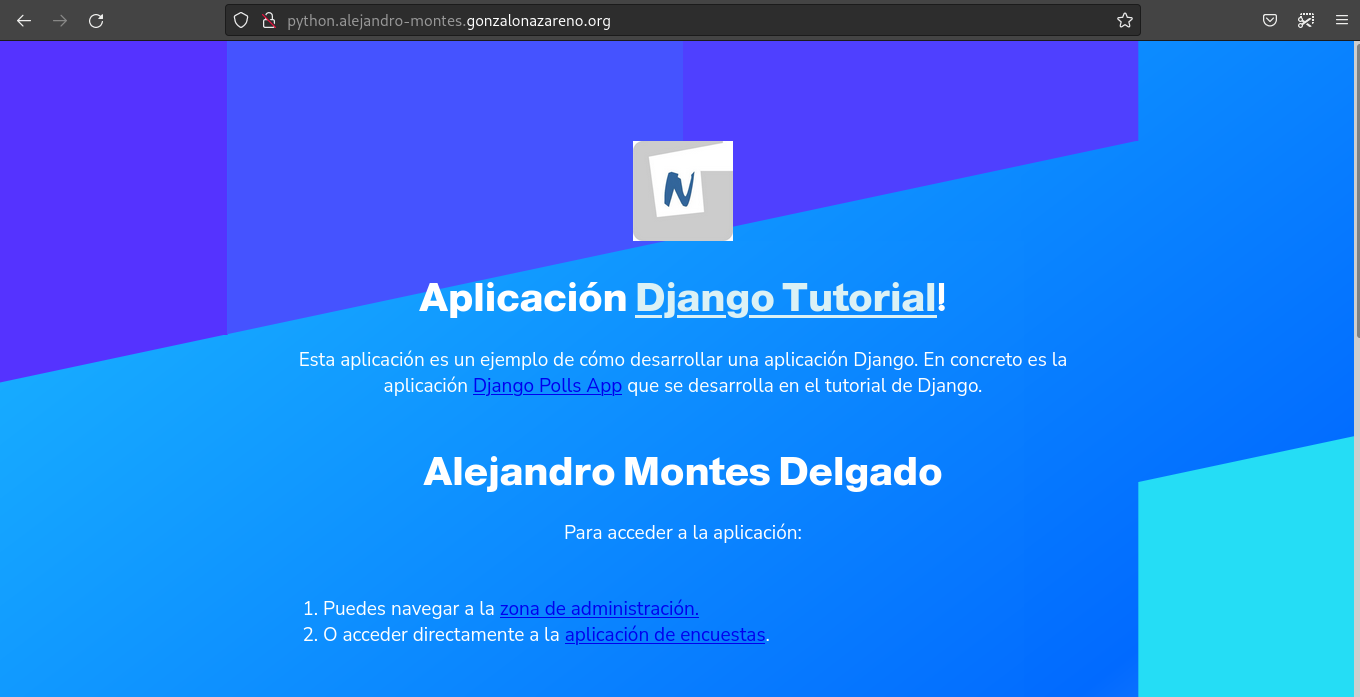 python.alejandro-montes.gonzalonazareno.org
N
Aplicación Django Tutorial!
Esta aplicación es un ejemplo de cómo desarrollar una aplicación Django. En concreto es la
aplicación Django Polls App que se desarrolla en el tutorial de Django.
Alejandro Montes Delgado
Para acceder a la aplicación:
1. Puedes navegar a la zona de administración.
2. O acceder directamente a la aplicación de encuestas.